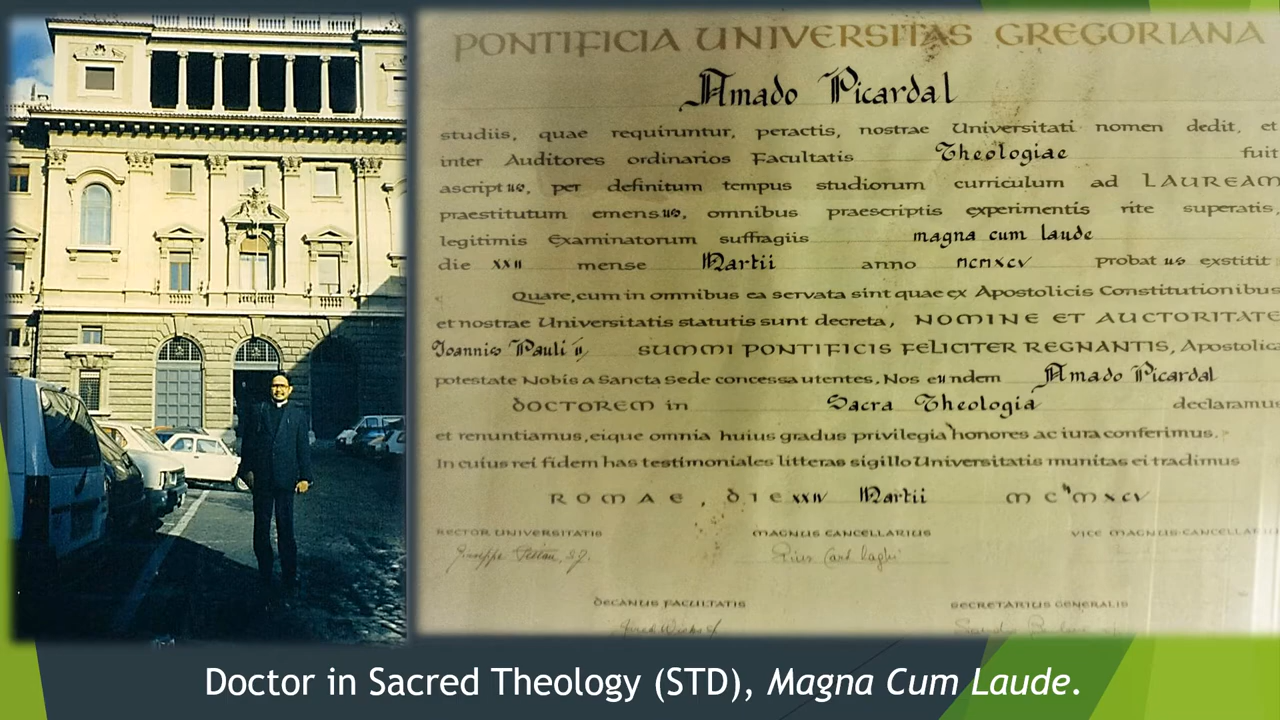 PONTIFICIA UNIVERSITAS GREGORIANA
Amado Picardal
studiis, quae requiruntur, peractis, nostrae Universitati nomen dedit, et
inter Auditores ordinarios Facultatis Theologiae fuit
ascriptus, per definitum tempus studiorum curriculum ad LAUREAM
praestitutum emensus, omnibus praescriptis experimentis rite superatis,
legitimis Examinatorum suffragiis magna cum laude
die XXII mense Martii anno MCMXCV probatus exstitit
Quare, cum in omnibus ea servata sint quae ex Apostolicis Constitutionibus
et nostrae Universitatis statutis sunt decreta, NOMINE ET AUCTORITATE
Joannis Pauli II SUMMI PONTIFICIS FELICITER REGNANTIS, Apostolica
potestate Nobis a Sancta Sede concessa utentes, Nos eundem Amado Picardal
DOCTOREM in Sacra Theologia declaramus
et renuntiamus, eique omnia huius gradus privilegia honores ac iura conferimus.
In cuius rei fidem has testimoniales litteras sigillo Universitatis munitas ei tradimus
ROMAE, DIE XXIV Martii MCMXCV
RECTOR UNIVERSITATIS MAGNUS CANCELLARIUS VICE MAGNUS CANCELLARIUS
Giuseppe Pittau, S.J. Pius Card Laghi
DECANUS FACULTATIS SECRETARIUS GENERALIS
Doctor in Sacred Theology (STD), Magna Cum Laude.